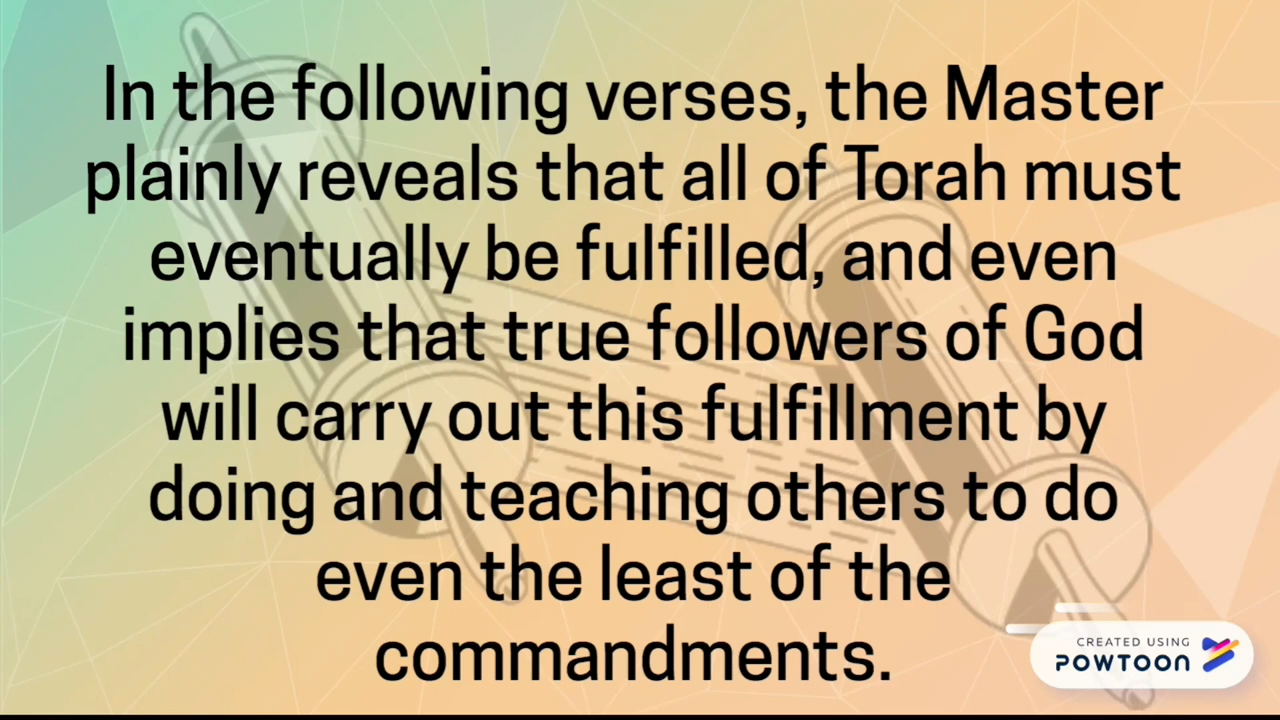 In the following verses, the Master
plainly reveals that all of Torah must
eventually be fulfilled, and even
implies that true followers of God
will carry out this fulfillment by
doing and teaching others to do
even the least of the
commandments.
CREATED USING
POWTOON